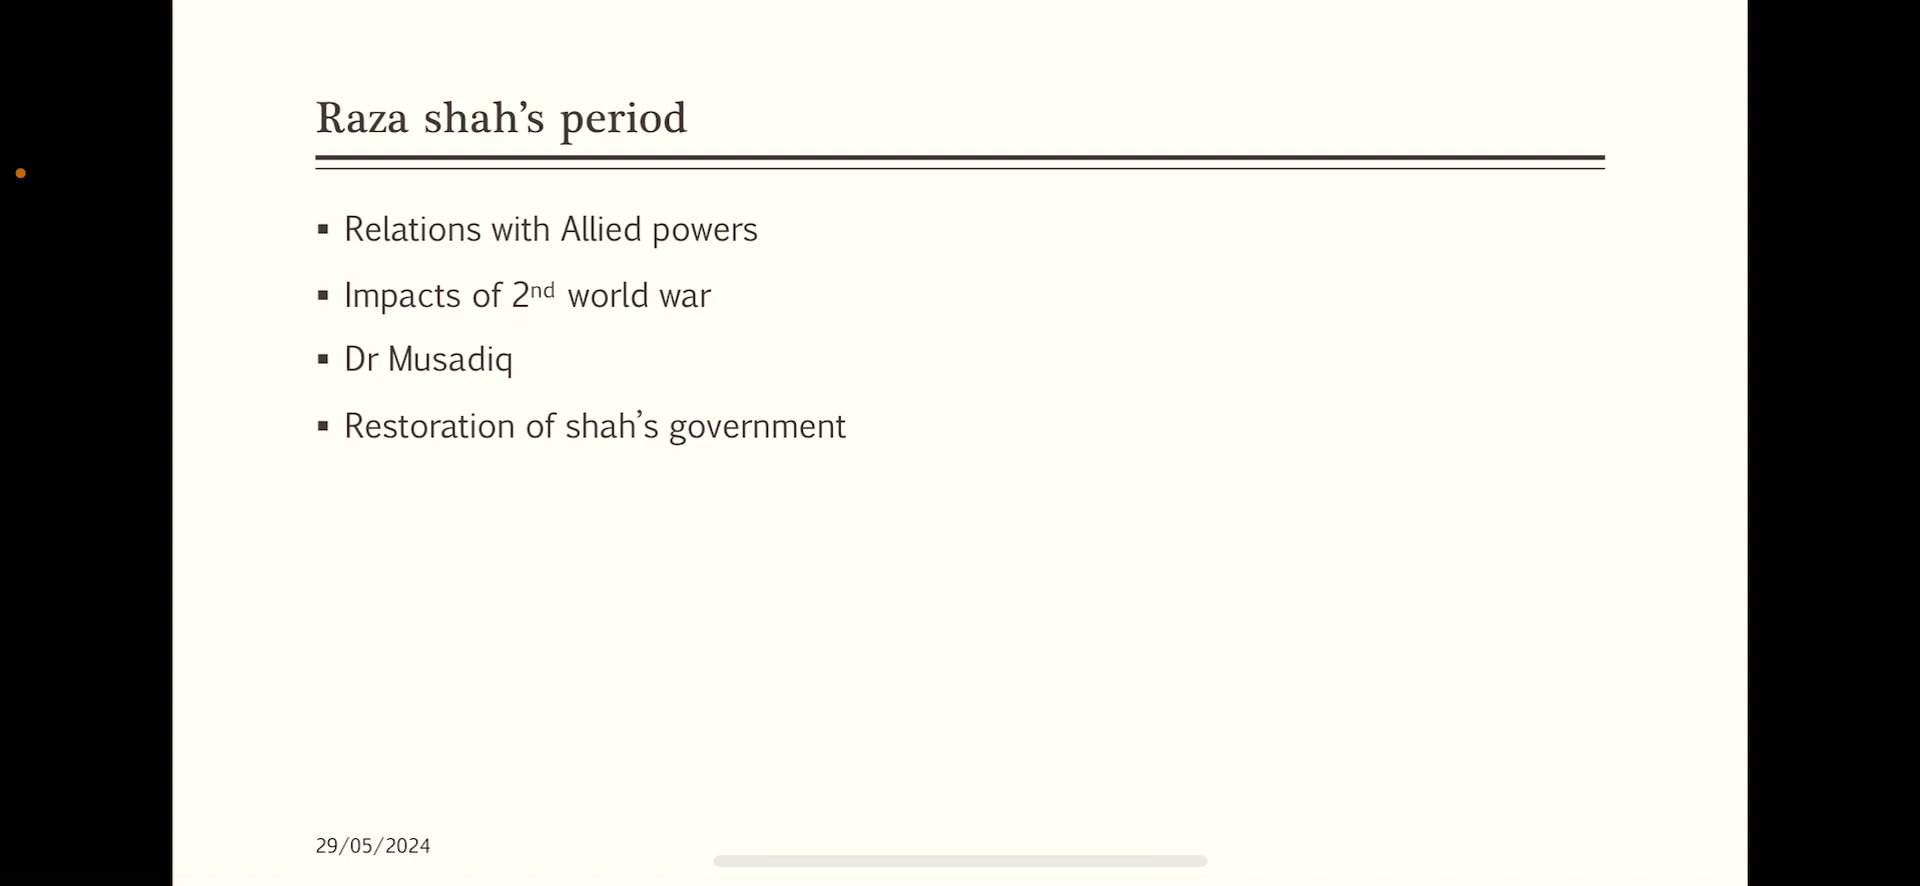 Raza shah’s period
▪ Relations with Allied powers
▪ Impacts of 2nd world war
▪ Dr Musadiq
▪ Restoration of shah’s government
29/05/2024